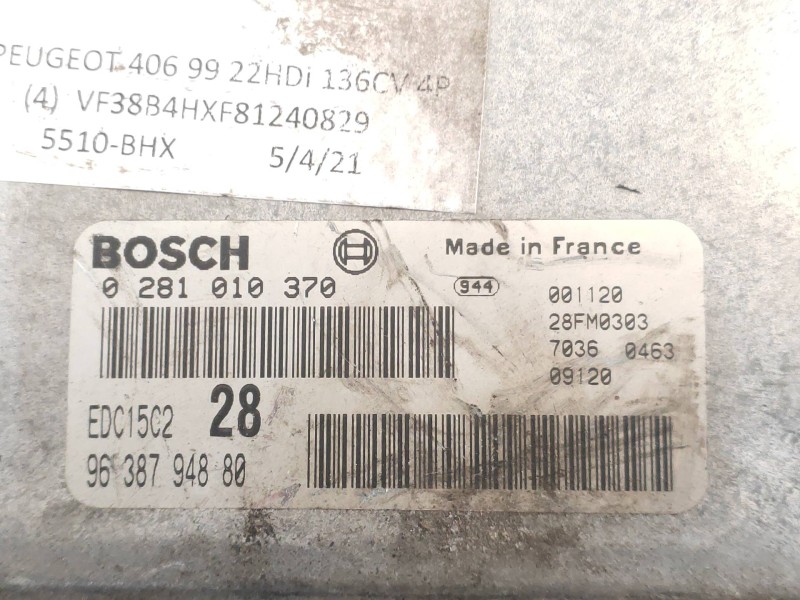 PEUGEOT 406 99 22HDi 136CV 4P
(4) VF38B4HXF81240829
5510-BHX 5/4/21
BOSCH Made in France
0 281 010 370 944 001120
28FM0303
7036 0463
09120
EDC15C2 28
96 387 948 80